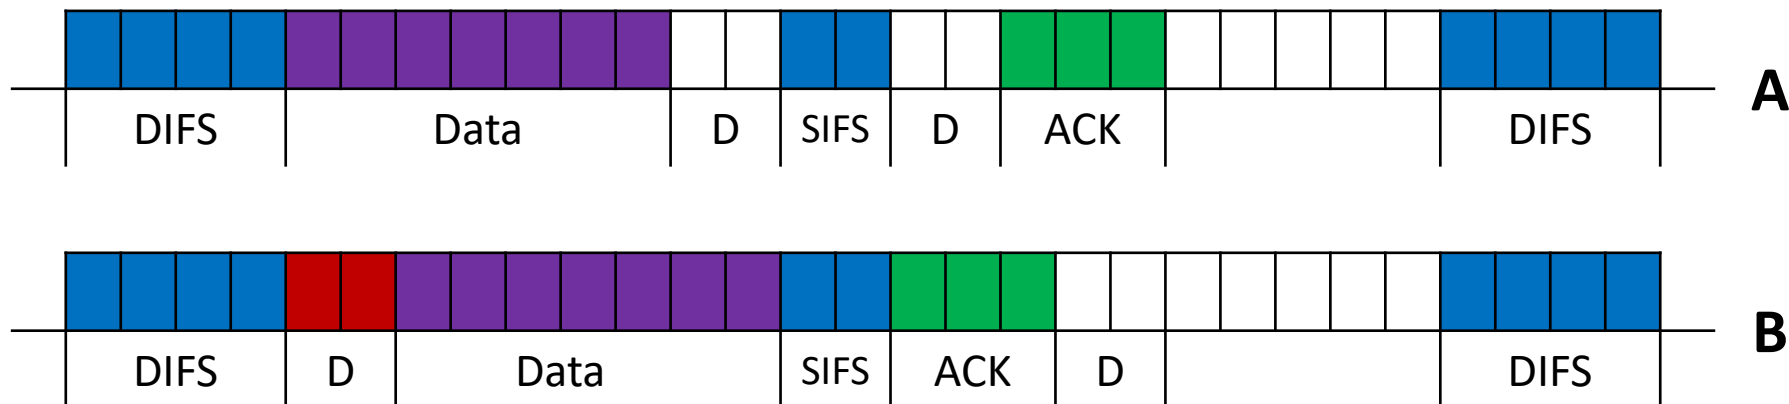 A
DIFS Data D SIFS D ACK DIFS
B
DIFS D Data SIFS ACK D DIFS